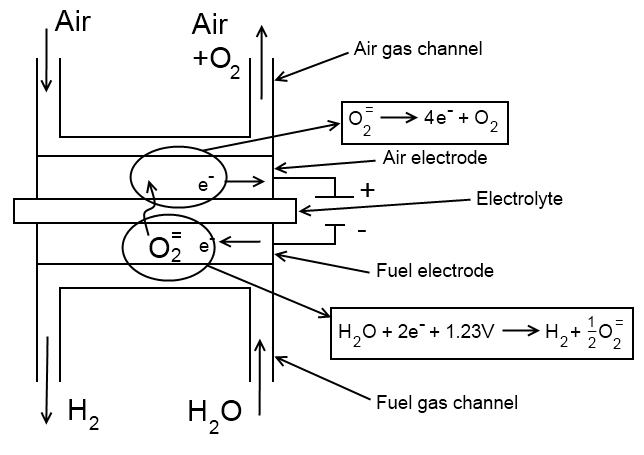 Air
Air
+O₂
Air gas channel
O₂⁼ → 4e⁻ + O₂
Air electrode
e⁻
+
Electrolyte
-
O₂⁼
e⁻
Fuel electrode
H₂O + 2e⁻ + 1.23V → H₂ + ½O₂⁼
H₂
H₂O
Fuel gas channel